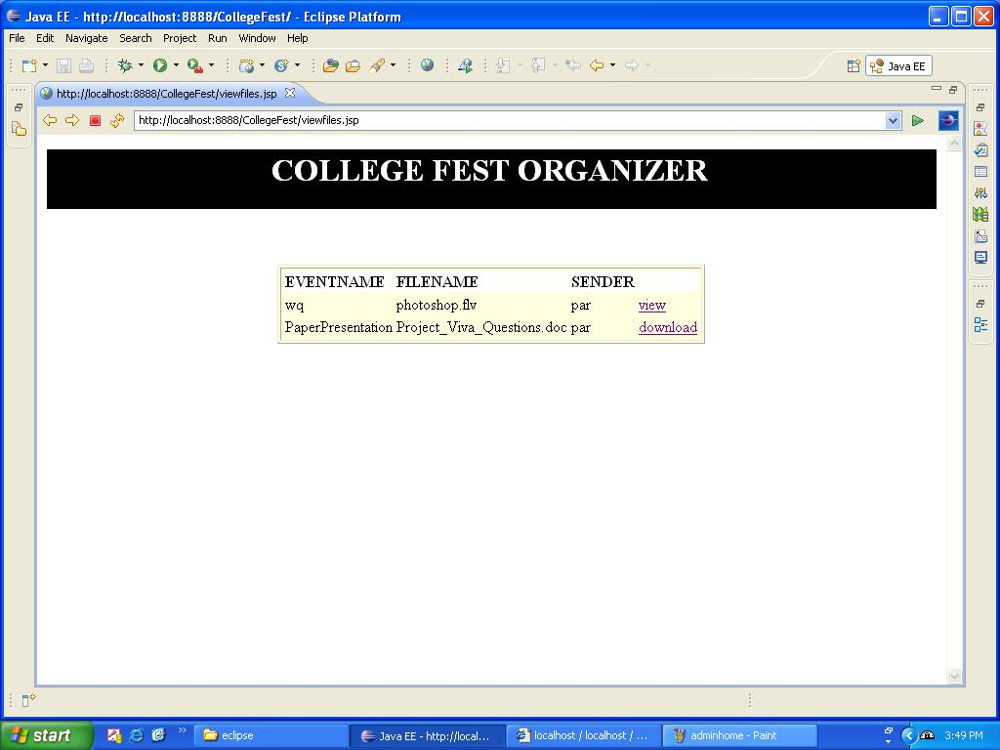 Java EE - http://localhost:8888/CollegeFest/ - Eclipse Platform
File Edit Navigate Search Project Run Window Help
Java EE
http://localhost:8888/CollegeFest/viewfiles.jsp
http://localhost:8888/CollegeFest/viewfiles.jsp
COLLEGE FEST ORGANIZER
EVENTNAME FILENAME SENDER
wq photoshop.flv par view
PaperPresentation Project_Viva_Questions.doc par download
start eclipse Java EE - http://local... localhost / localhost / ... adminhome - Paint 3:49 PM